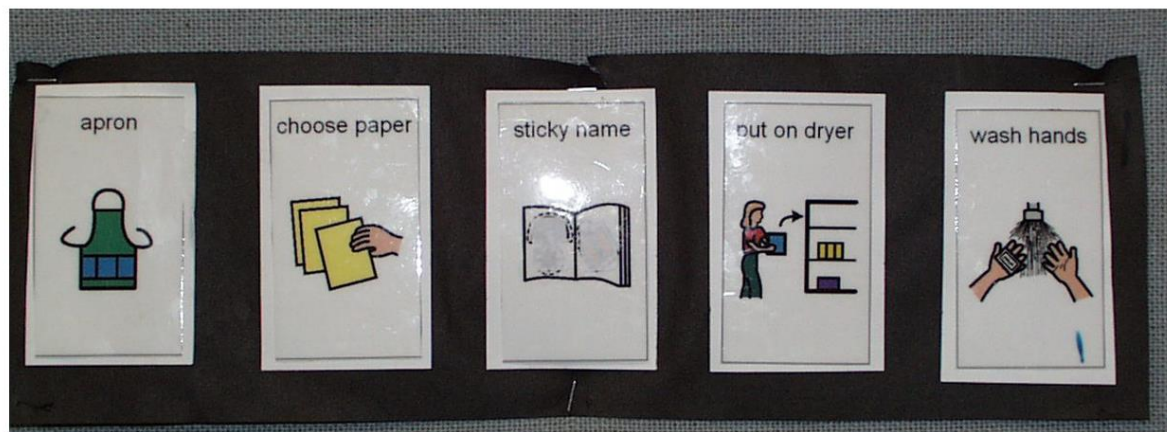 apron
choose paper
sticky name
put on dryer
wash hands